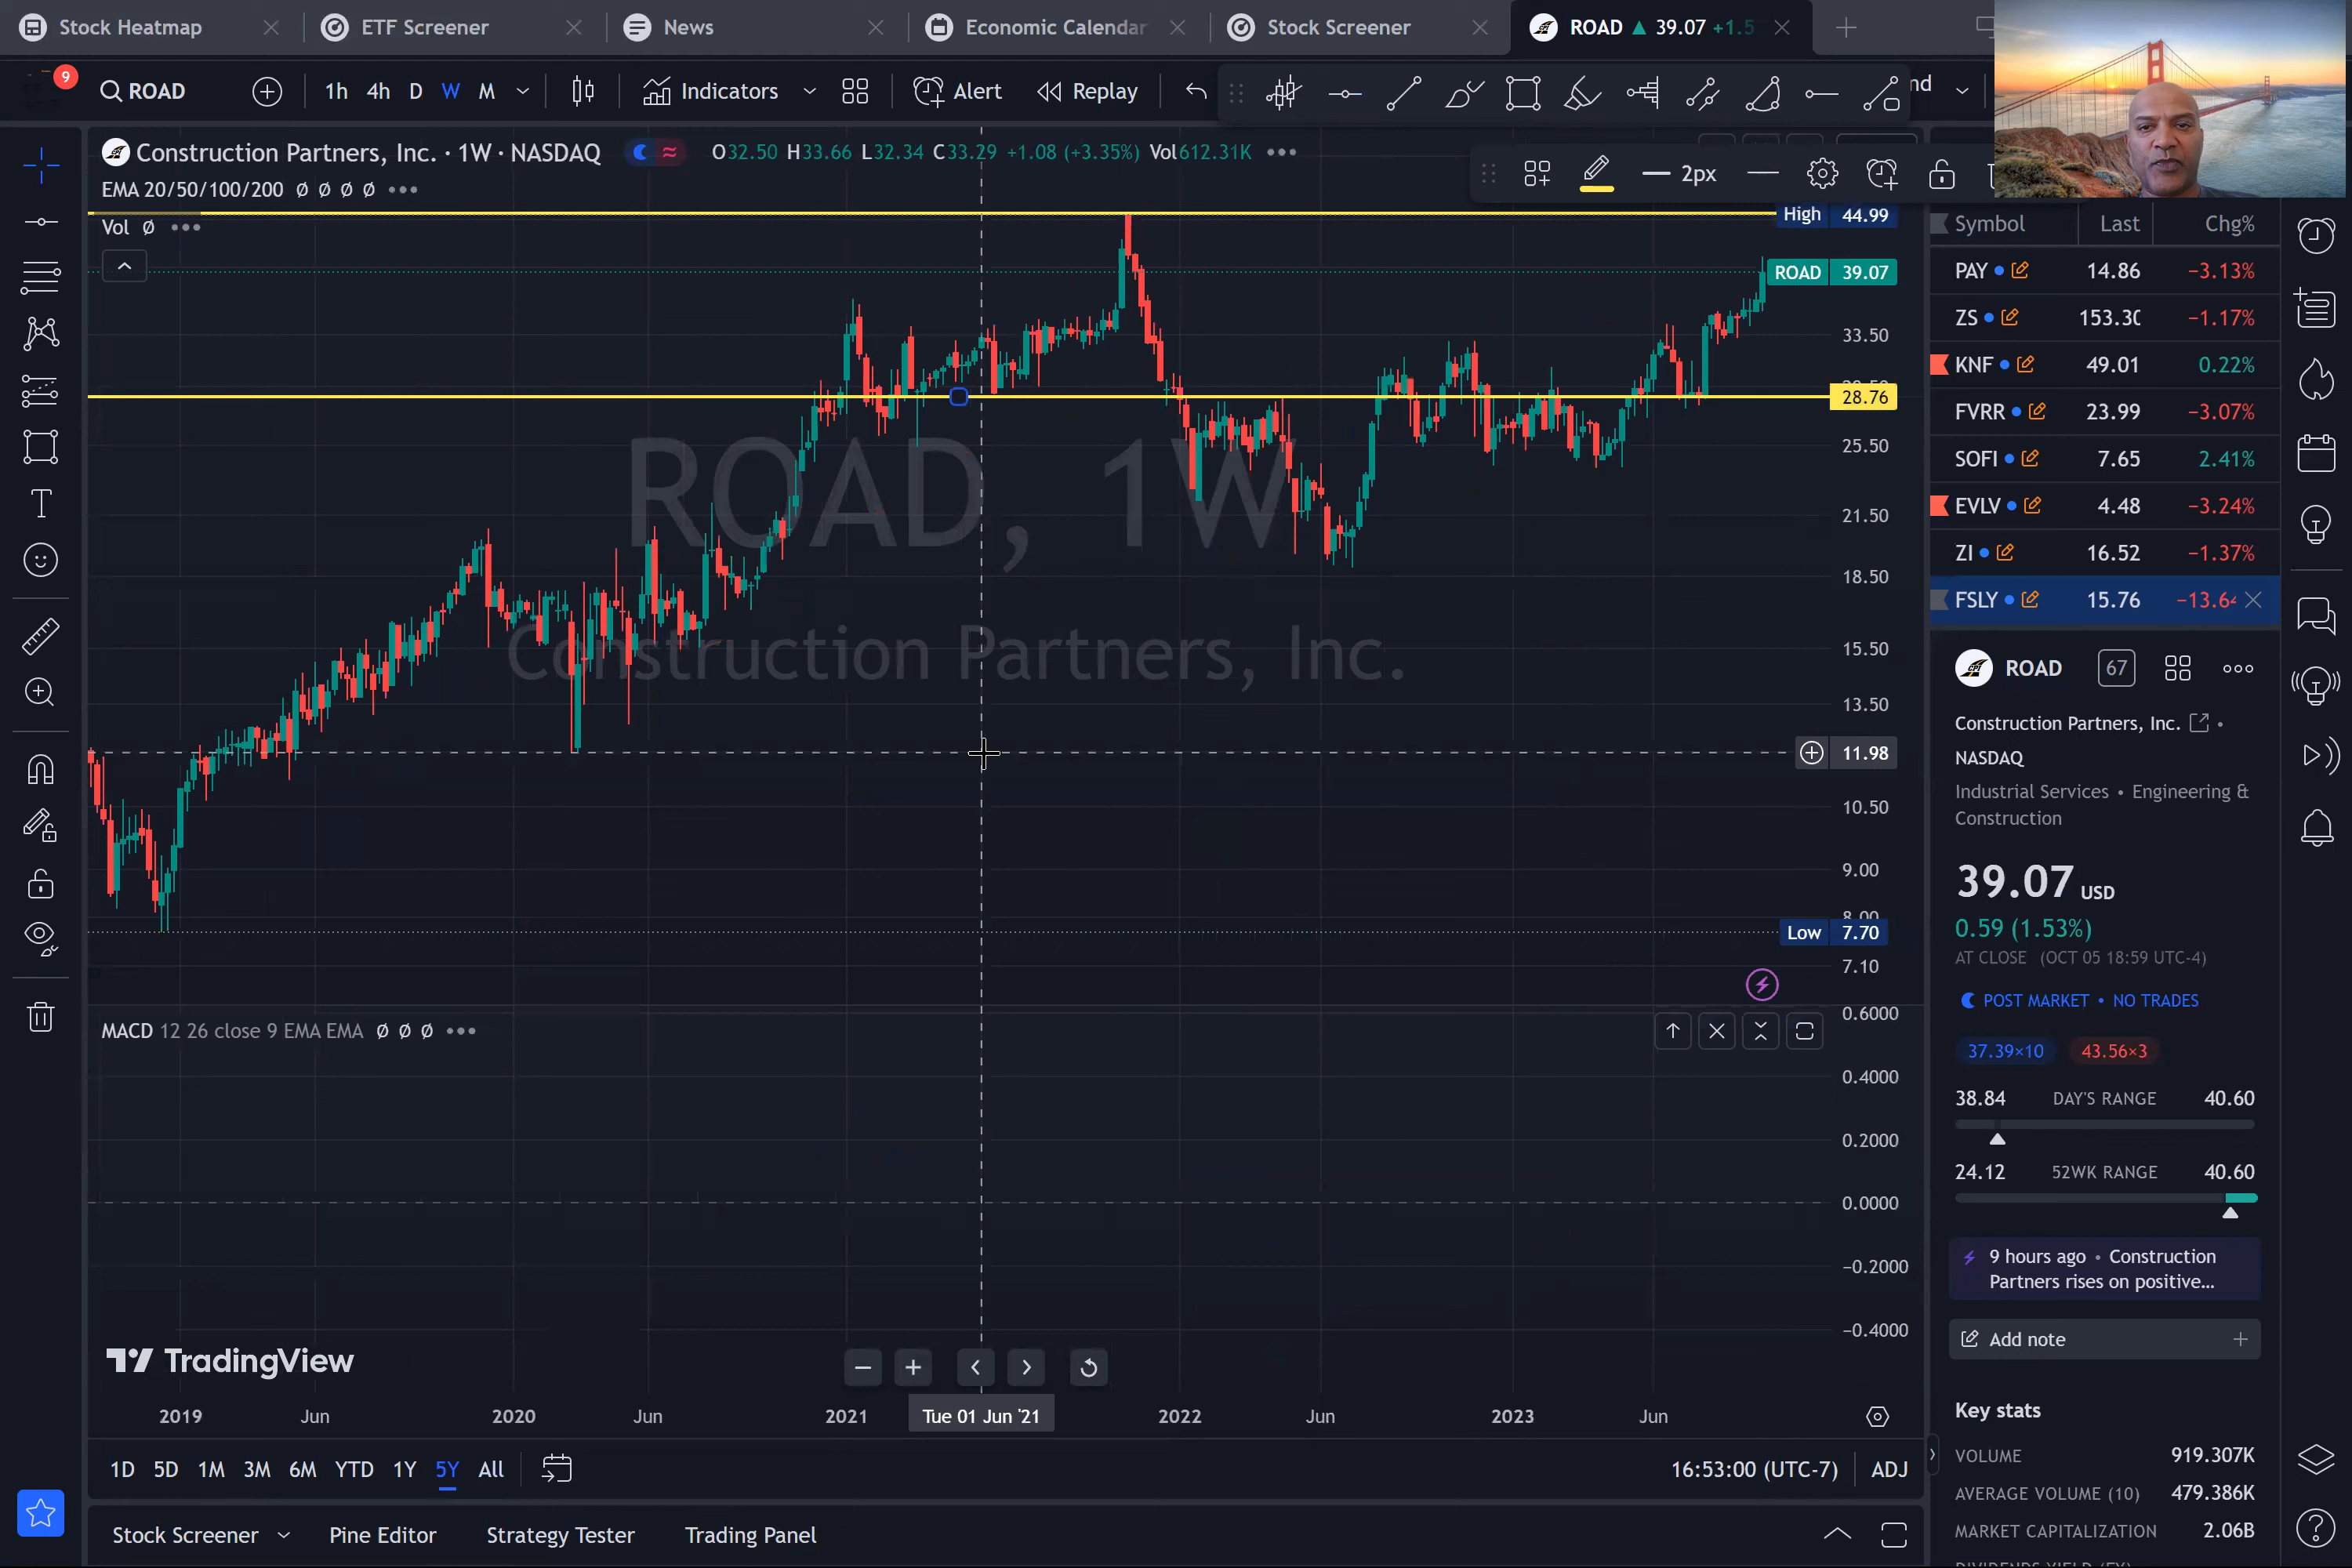 Stock Heatmap
ETF Screener
News
Economic Calendar
Stock Screener
ROAD ▲ 39.07 +1.5
9
ROAD
1h 4h D W M
Indicators
Alert
Replay
nd
Construction Partners, Inc. · 1W · NASDAQ
O32.50 H33.66 L32.34 C33.29 +1.08 (+3.35%) Vol612.31K
2px
EMA 20/50/100/200 Ø Ø Ø Ø
Vol Ø
High 44.99
ROAD 39.07
33.50
28.76
25.50
21.50
18.50
15.50
13.50
11.98
10.50
9.00
8.00
Low 7.70
7.10
ROAD, 1W
Construction Partners, Inc.
MACD 12 26 close 9 EMA EMA Ø Ø Ø
0.6000
0.4000
0.2000
0.0000
−0.2000
−0.4000
TradingView
2019 Jun 2020 Jun 2021 Tue 01 Jun '21 2022 Jun 2023 Jun
1D 5D 1M 3M 6M YTD 1Y 5Y All
16:53:00 (UTC-7) ADJ
Stock Screener Pine Editor Strategy Tester Trading Panel
Symbol Last Chg%
PAY 14.86 −3.13%
ZS −1.17%
KNF 49.01 0.22%
FVRR 23.99 −3.07%
SOFI 7.65 2.41%
EVLV 4.48 −3.24%
ZI 16.52 −1.37%
FSLY 15.76 −13.6
ROAD 67
Construction Partners, Inc.
NASDAQ
Industrial Services • Engineering &
Construction
39.07 USD
0.59 (1.53%)
AT CLOSE (OCT 05 18:59 UTC-4)
POST MARKET • NO TRADES
37.39×10 43.56×3
38.84 DAY'S RANGE 40.60
24.12 52WK RANGE 40.60
9 hours ago • Construction
Partners rises on positive...
Add note
Key stats
VOLUME 919.307K
AVERAGE VOLUME (10) 479.386K
MARKET CAPITALIZATION 2.06B